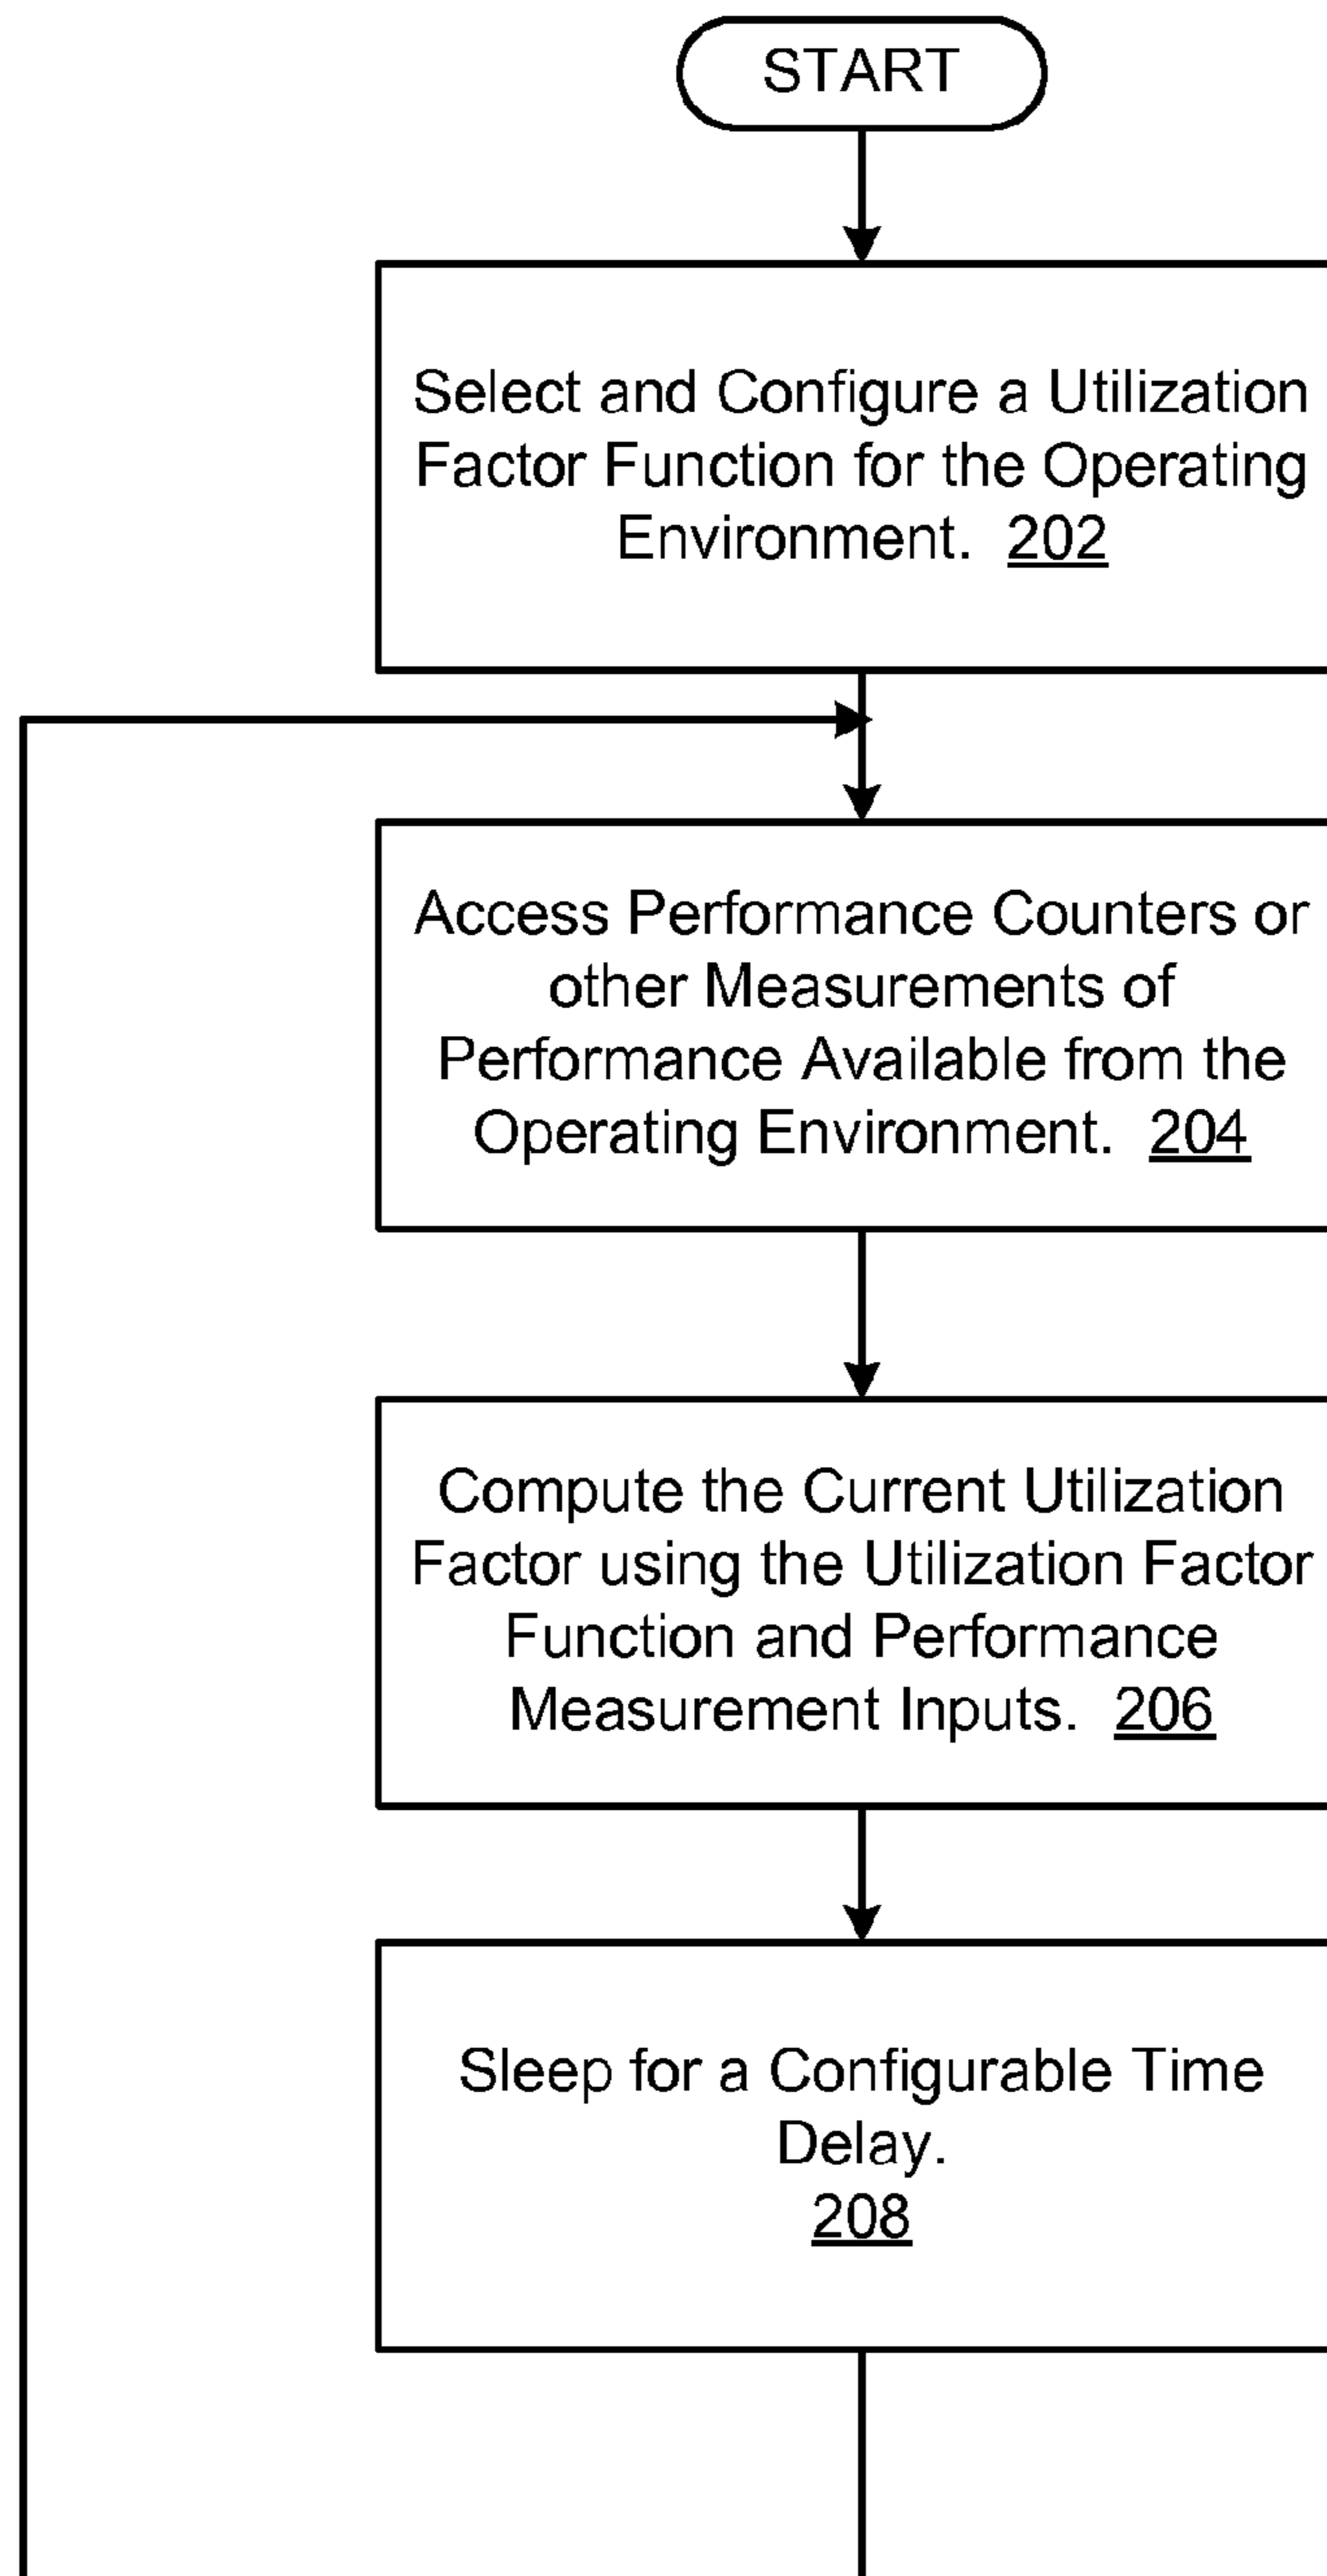 START
Select and Configure a Utilization
Factor Function for the Operating
Environment. 202
Access Performance Counters or
other Measurements of
Performance Available from the
Operating Environment. 204
Compute the Current Utilization
Factor using the Utilization Factor
Function and Performance
Measurement Inputs. 206
Sleep for a Configurable Time
Delay.
208